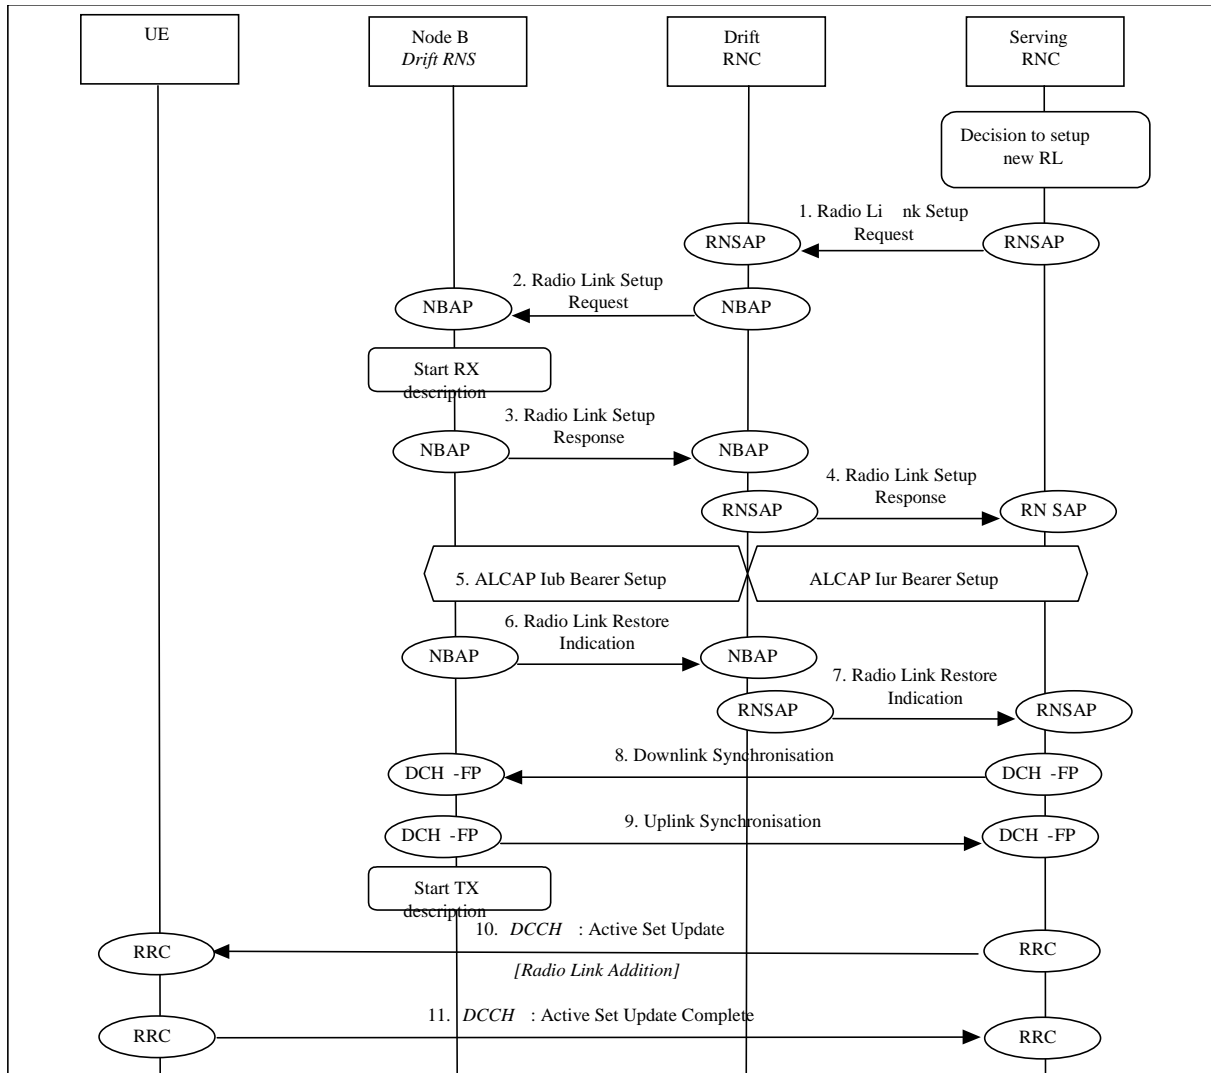 UE
Node B
Drift RNS
Drift
RNC
Serving
RNC
Decision to setup
new RL
1. Radio Li nk Setup
Request
RNSAP
RNSAP
2. Radio Link Setup
Request
NBAP
NBAP
Start RX
description
3. Radio Link Setup
Response
NBAP
NBAP
4. Radio Link Setup
Response
RNSAP
RN SAP
5. ALCAP Iub Bearer Setup
ALCAP Iur Bearer Setup
6. Radio Link Restore
Indication
NBAP
NBAP
7. Radio Link Restore
Indication
RNSAP
RNSAP
8. Downlink Synchronisation
DCH -FP
DCH -FP
9. Uplink Synchronisation
DCH -FP
DCH -FP
Start TX
description
10. DCCH : Active Set Update
RRC
RRC
[Radio Link Addition]
11. DCCH : Active Set Update Complete
RRC
RRC